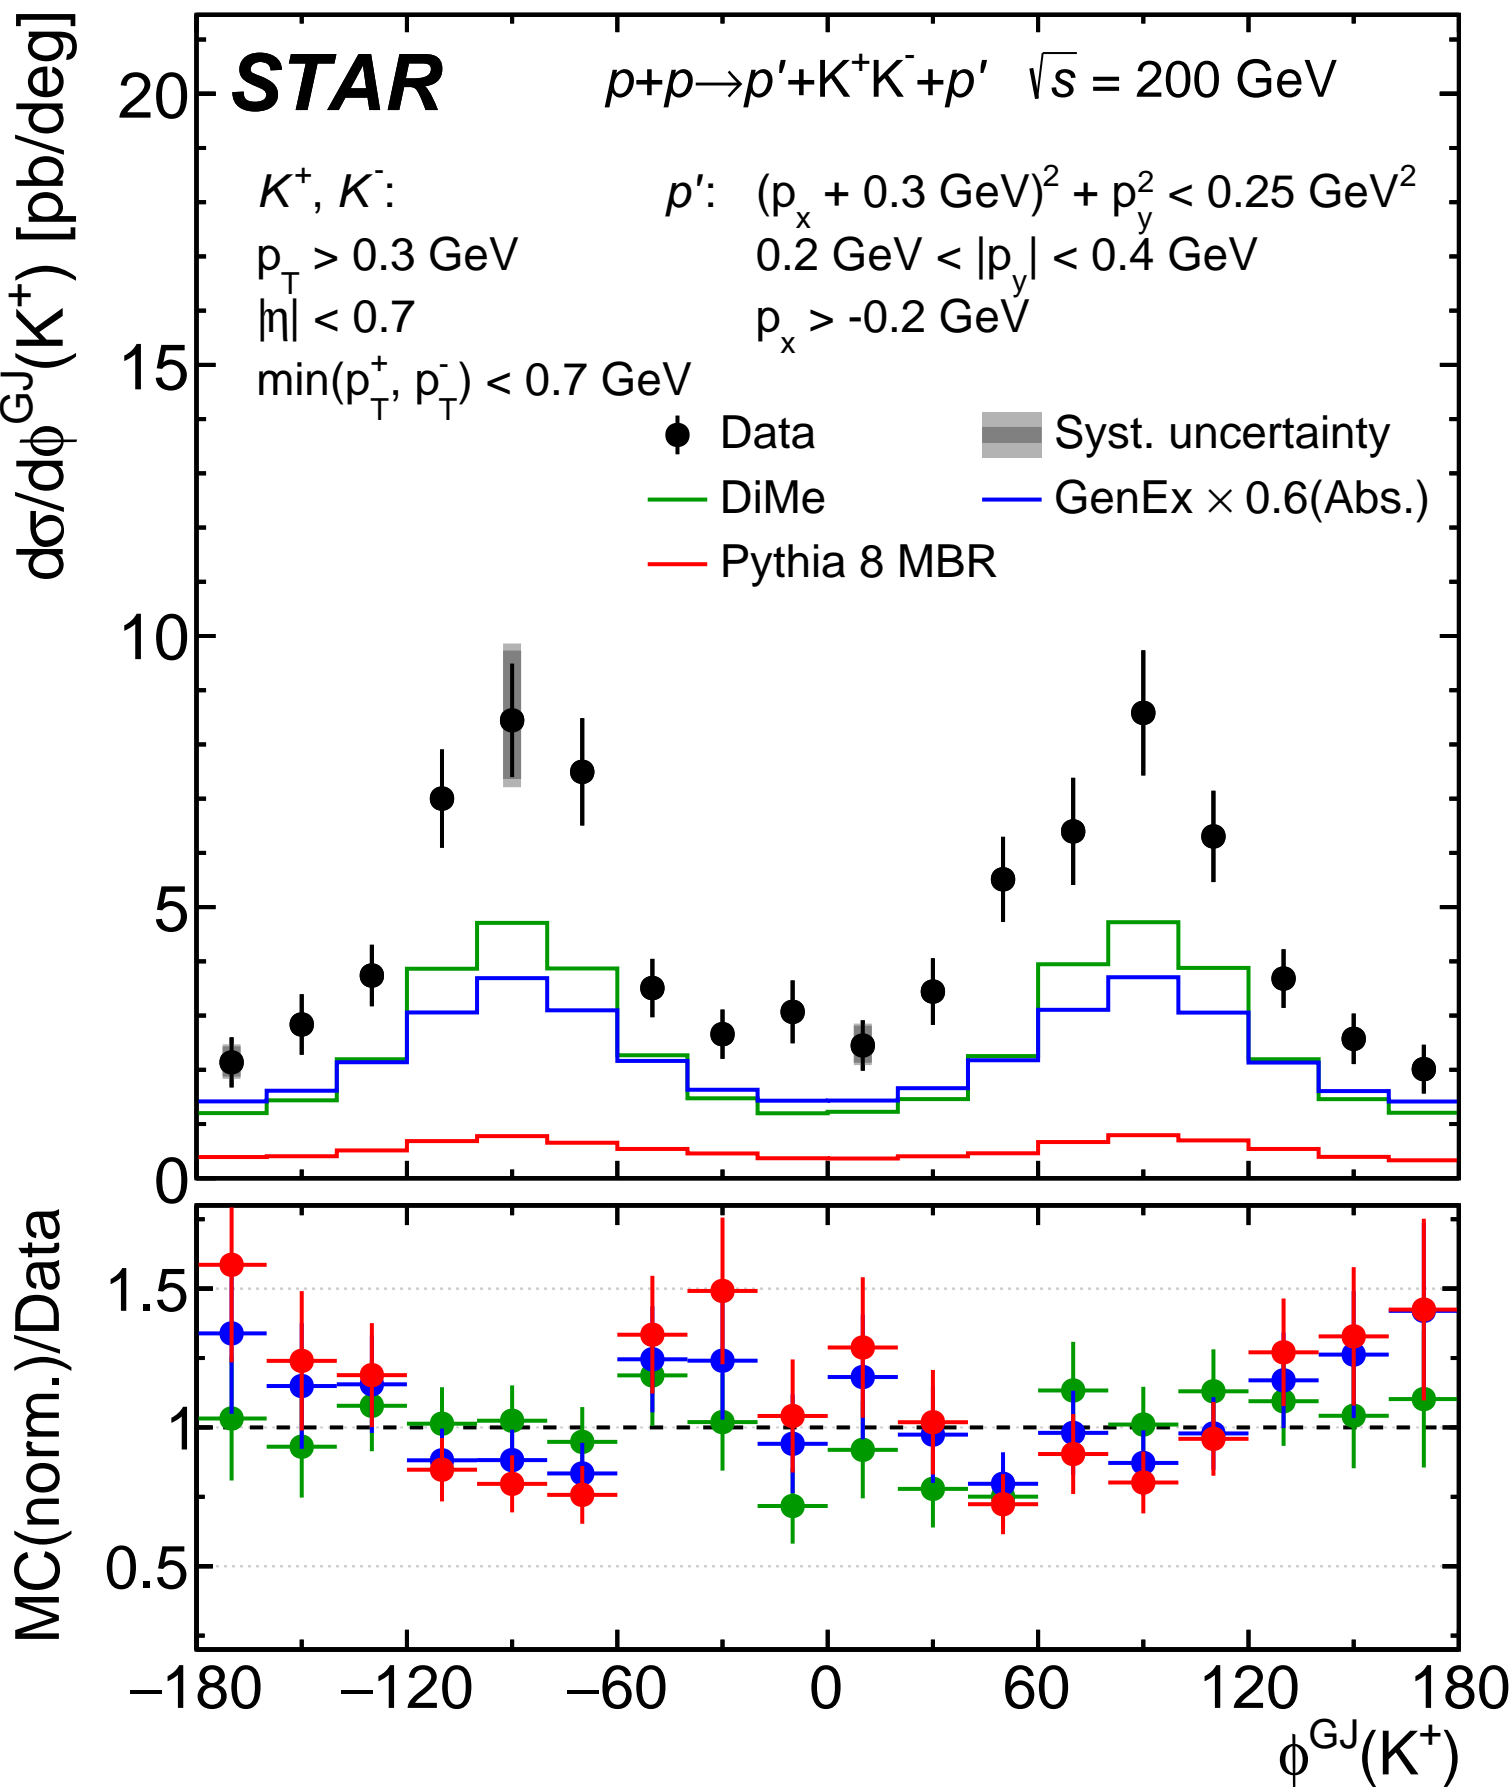 STAR p+p→p′+K⁺K⁻+p′ √s = 200 GeV
K⁺, K⁻: p′: (pₓ + 0.3 GeV)² + p_y² < 0.25 GeV²
p_T > 0.3 GeV 0.2 GeV < |p_y| < 0.4 GeV
|η| < 0.7 pₓ > -0.2 GeV
min(p_T⁺, p_T⁻) < 0.7 GeV
Data Syst. uncertainty
DiMe GenEx × 0.6(Abs.)
Pythia 8 MBR
dσ/dϕ^GJ(K⁺) [pb/deg]
20
15
10
5
0
MC(norm.)/Data
1.5
1
0.5
−180 −120 −60 0 60 120 180
ϕ^GJ(K⁺)